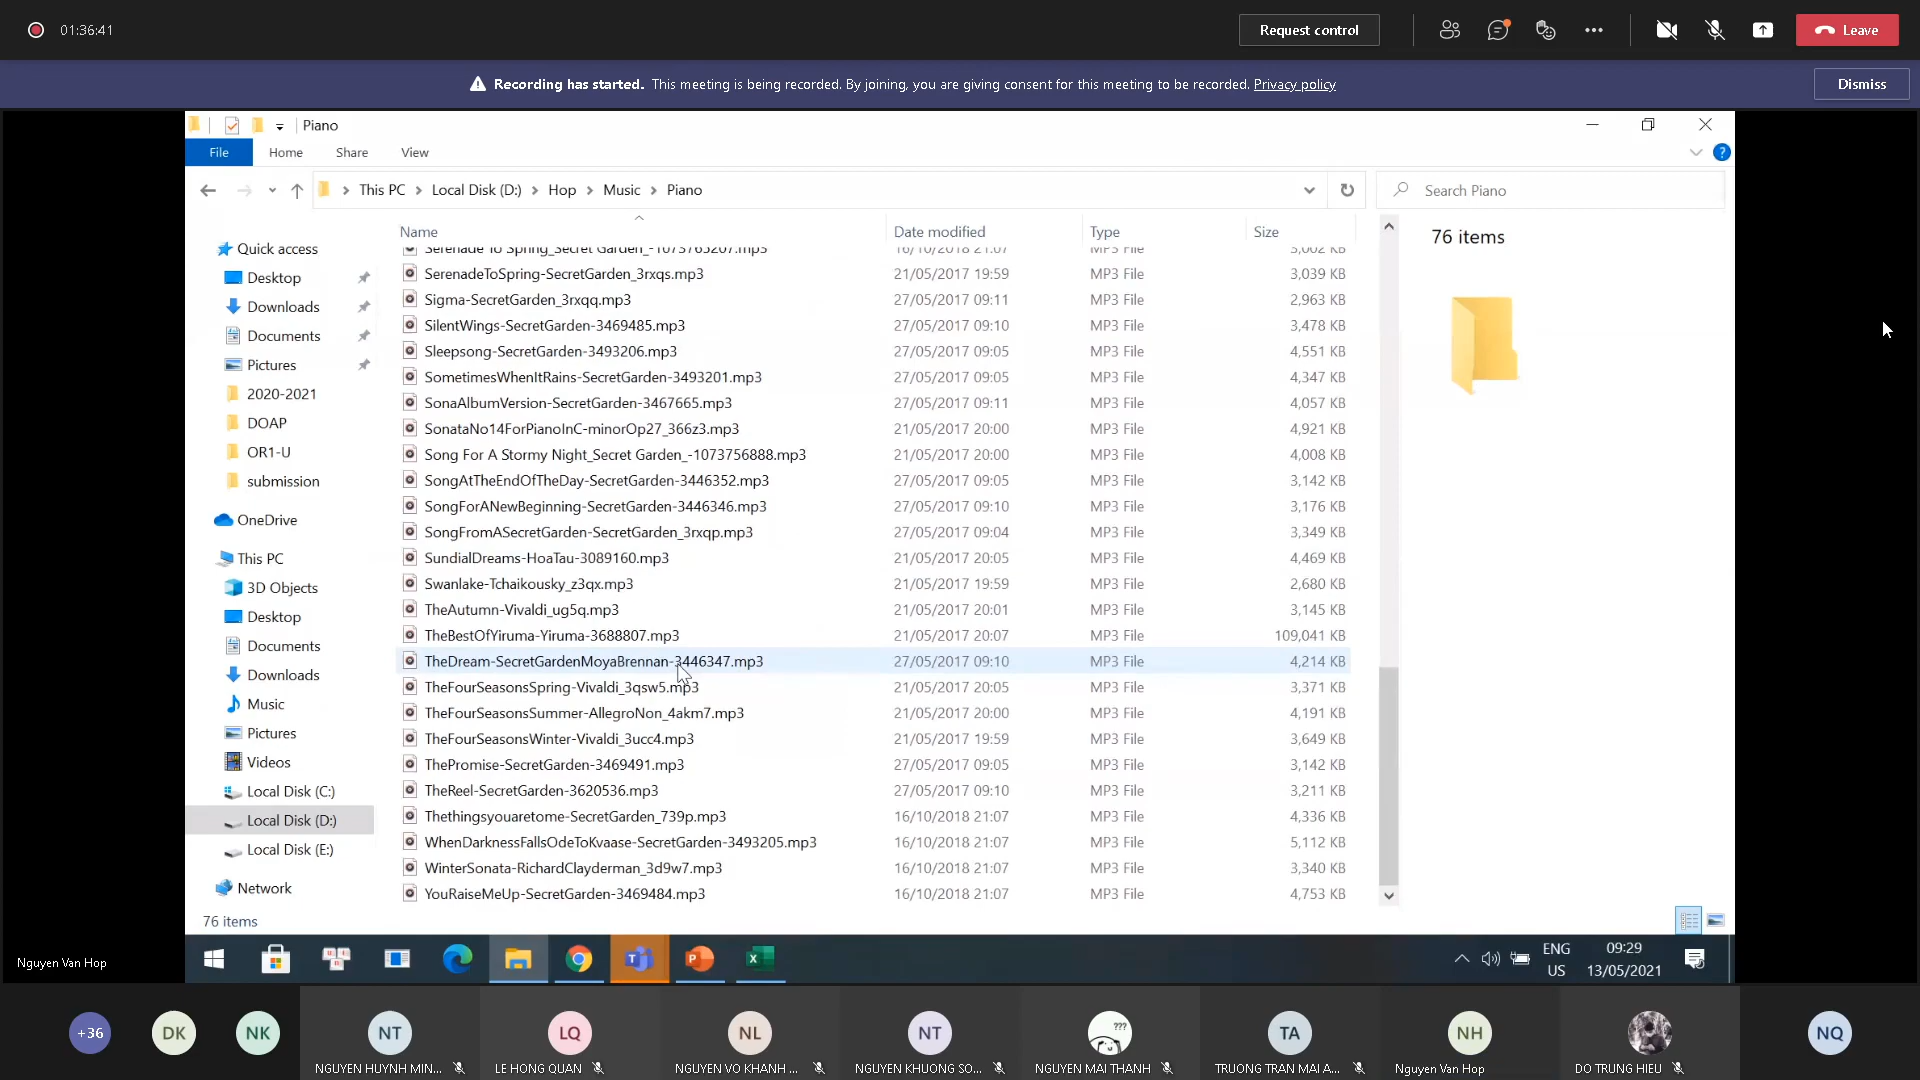 01:36:41
Request control
Leave
Recording has started. This meeting is being recorded. By joining, you are giving consent for this meeting to be recorded. Privacy policy
Dismiss
Piano
File Home Share View
This PC > Local Disk (D:) > Hop > Music > Piano
Search Piano
Name Date modified Type Size
76 items
Serenade To Spring_Secret Garden_-1073765207.mp3 16/10/2018 21:07 MP3 File 3,002 KB
SerenadeToSpring-SecretGarden_3rxqs.mp3 21/05/2017 19:59 MP3 File 3,039 KB
Sigma-SecretGarden_3rxqq.mp3 27/05/2017 09:11 MP3 File 2,963 KB
SilentWings-SecretGarden-3469485.mp3 27/05/2017 09:10 MP3 File 3,478 KB
Sleepsong-SecretGarden-3493206.mp3 27/05/2017 09:05 MP3 File 4,551 KB
SometimesWhenItRains-SecretGarden-3493201.mp3 27/05/2017 09:05 MP3 File 4,347 KB
SonaAlbumVersion-SecretGarden-3467665.mp3 27/05/2017 09:11 MP3 File 4,057 KB
SonataNo14ForPianoInC-minorOp27_366z3.mp3 21/05/2017 20:00 MP3 File 4,921 KB
Song For A Stormy Night_Secret Garden_-1073756888.mp3 21/05/2017 20:00 MP3 File 4,008 KB
SongAtTheEndOfTheDay-SecretGarden-3446352.mp3 27/05/2017 09:05 MP3 File 3,142 KB
SongForANewBeginning-SecretGarden-3446346.mp3 27/05/2017 09:10 MP3 File 3,176 KB
SongFromASecretGarden-SecretGarden_3rxqp.mp3 27/05/2017 09:04 MP3 File 3,349 KB
SundialDreams-HoaTau-3089160.mp3 21/05/2017 20:05 MP3 File 4,469 KB
Swanlake-Tchaikousky_z3qx.mp3 21/05/2017 19:59 MP3 File 2,680 KB
TheAutumn-Vivaldi_ug5q.mp3 21/05/2017 20:01 MP3 File 3,145 KB
TheBestOfYiruma-Yiruma-3688807.mp3 21/05/2017 20:07 MP3 File 109,041 KB
TheDream-SecretGardenMoyaBrennan-3446347.mp3 27/05/2017 09:10 MP3 File 4,214 KB
TheFourSeasonsSpring-Vivaldi_3qsw5.mp3 21/05/2017 20:05 MP3 File 3,371 KB
TheFourSeasonsSummer-AllegroNon_4akm7.mp3 21/05/2017 20:00 MP3 File 4,191 KB
TheFourSeasonsWinter-Vivaldi_3ucc4.mp3 21/05/2017 19:59 MP3 File 3,649 KB
ThePromise-SecretGarden-3469491.mp3 27/05/2017 09:05 MP3 File 3,142 KB
TheReel-SecretGarden-3620536.mp3 27/05/2017 09:10 MP3 File 3,211 KB
Thethingsyouaretome-SecretGarden_739p.mp3 16/10/2018 21:07 MP3 File 4,336 KB
WhenDarknessFallsOdeToKvaase-SecretGarden-3493205.mp3 16/10/2018 21:07 MP3 File 5,112 KB
WinterSonata-RichardClayderman_3d9w7.mp3 16/10/2018 21:07 MP3 File 3,340 KB
YouRaiseMeUp-SecretGarden-3469484.mp3 16/10/2018 21:07 MP3 File 4,753 KB
Quick access
Desktop
Downloads
Documents
Pictures
2020-2021
DOAP
OR1-U
submission
OneDrive
This PC
3D Objects
Desktop
Documents
Downloads
Music
Pictures
Videos
Local Disk (C:)
Local Disk (D:)
Local Disk (E:)
Network
76 items
Nguyen Van Hop
ENG
US
09:29
13/05/2021
+36 DK NK NT LQ NL NT ??? TA NH NQ
NGUYEN HUYNH MIN... LE HONG QUAN NGUYEN VO KHANH ... NGUYEN KHUONG SO... NGUYEN MAI THANH TRUONG TRAN MAI A... Nguyen Van Hop DO TRUNG HIEU